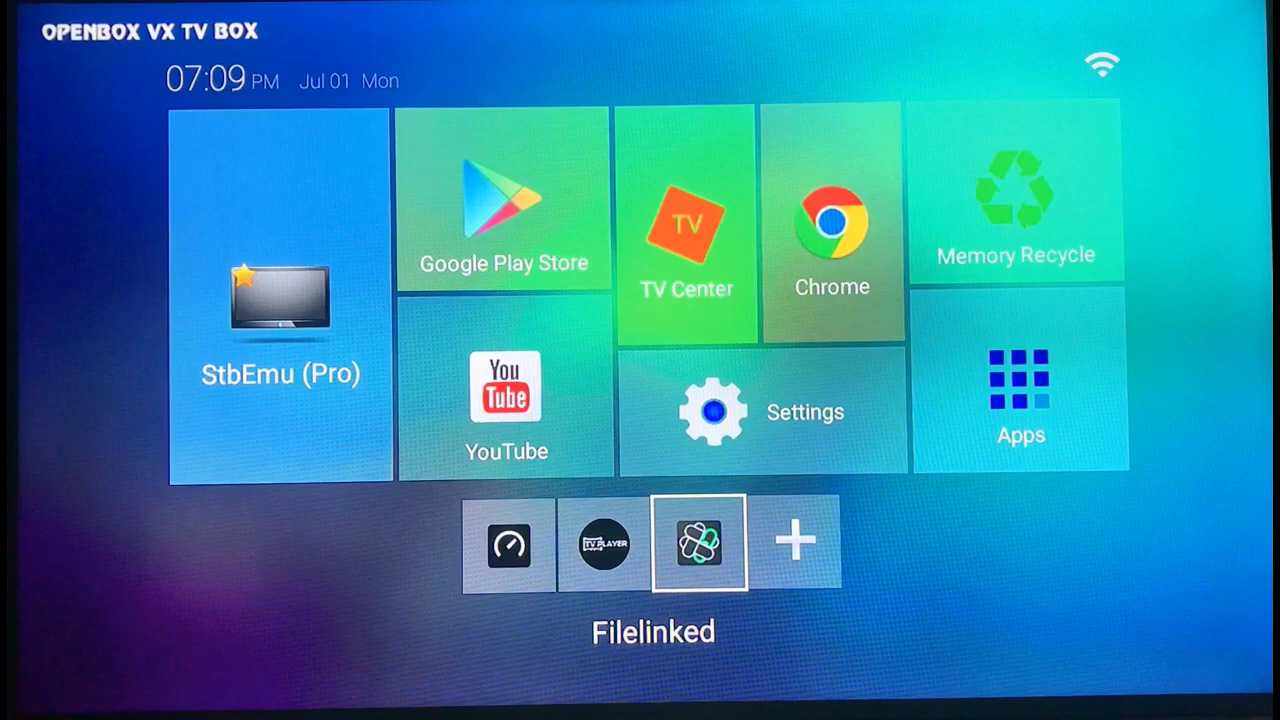 OPENBOX VX TV BOX
07:09 PM Jul 01 Mon
StbEmu (Pro)
Google Play Store
TV
TV Center
Chrome
Memory Recycle
You
Tube
YouTube
Settings
Apps
TV PLAYER
Filelinked